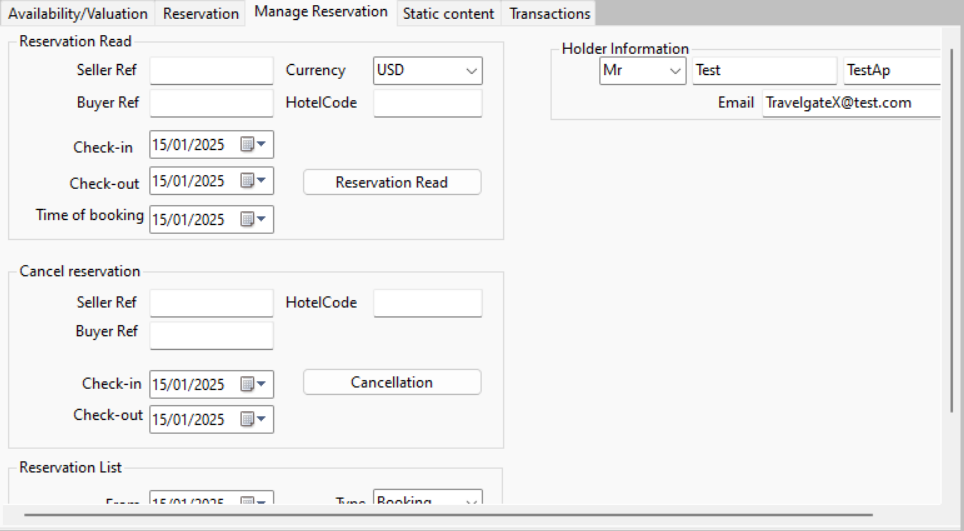 Availability/Valuation Reservation Manage Reservation Static content Transactions
Reservation Read
Seller Ref Currency USD
Buyer Ref HotelCode
Check-in 15/01/2025
Check-out 15/01/2025 Reservation Read
Time of booking 15/01/2025
Holder Information
Mr Test TestAp
Email TravelgateX@test.com
Cancel reservation
Seller Ref HotelCode
Buyer Ref
Check-in 15/01/2025 Cancellation
Check-out 15/01/2025
Reservation List
From 15/01/2025 Type Booking